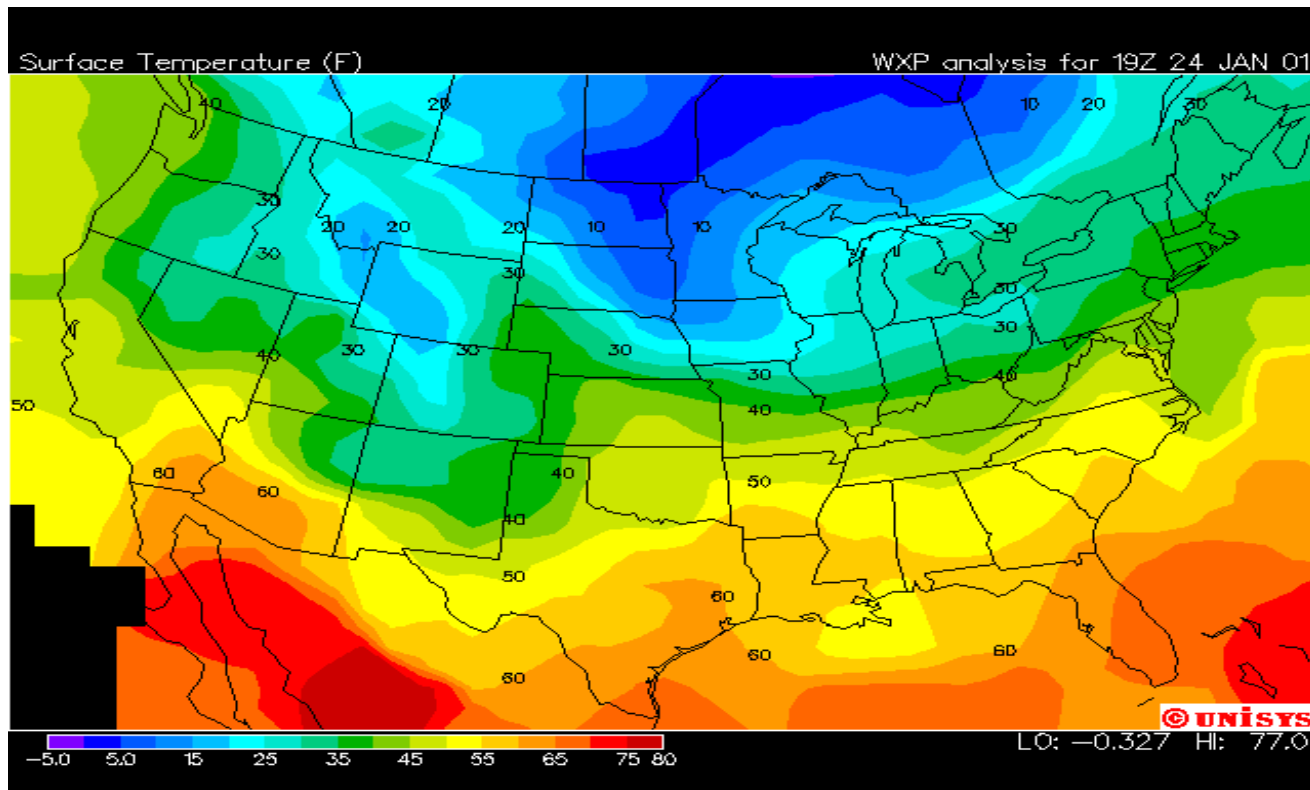 Surface Temperature (F) WXP analysis for 19Z 24 JAN 01
40 20 10 20 30
30
20 20 20 10 10 30
30 30
30
40 30 30 30 30
30 40
50 40
60 60 40 50
40
50
60
60 60
60
© UNISYS
-5.0 5.0 15 25 35 45 55 65 75 80
LO: -0.327 HI: 77.0